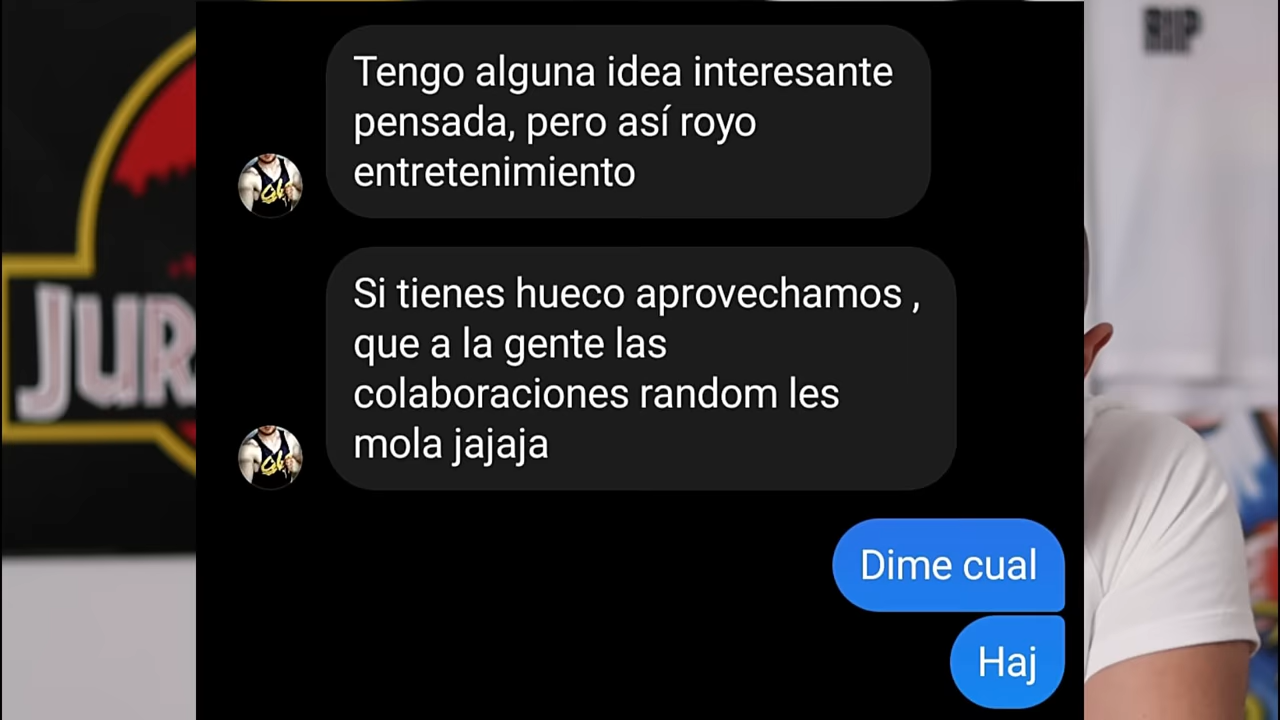 RIP
Tengo alguna idea interesante
pensada, pero así royo
entretenimiento
JUR
Si tienes hueco aprovechamos ,
que a la gente las
colaboraciones random les
mola jajaja
Dime cual
Haj